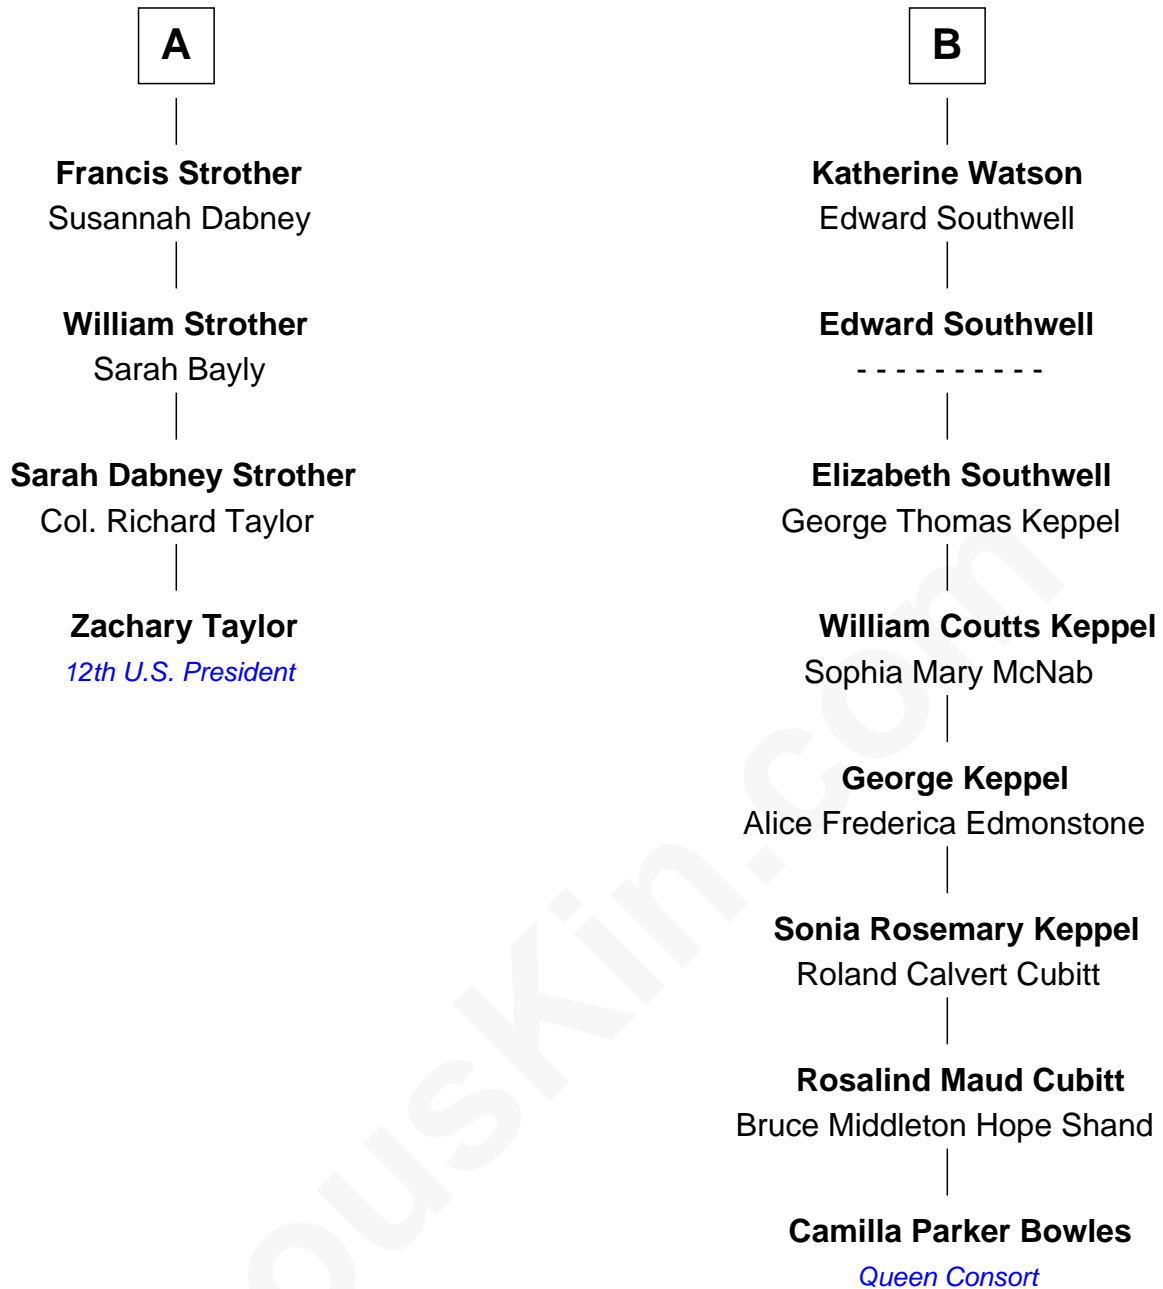 A
Francis Strother
Susannah Dabney
William Strother
Sarah Bayly
Sarah Dabney Strother
Col. Richard Taylor
Zachary Taylor
12th U.S. President
B
Katherine Watson
Edward Southwell
Edward Southwell
- - - - - - - - - -
Elizabeth Southwell
George Thomas Keppel
William Coutts Keppel
Sophia Mary McNab
George Keppel
Alice Frederica Edmonstone
Sonia Rosemary Keppel
Roland Calvert Cubitt
Rosalind Maud Cubitt
Bruce Middleton Hope Shand
Camilla Parker Bowles
Queen Consort
ousKin.com